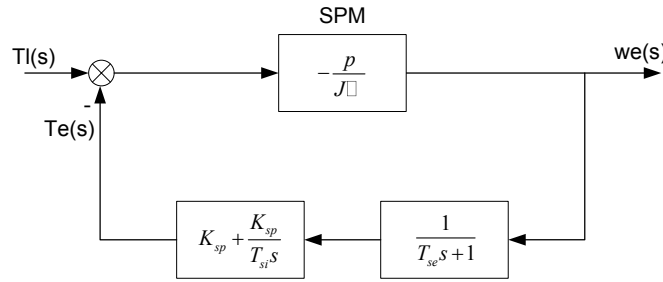 SPM
Tl(s)
-p/J□
we(s)
-
Te(s)
K_sp + K_sp/T_si s
1/T_se s+1